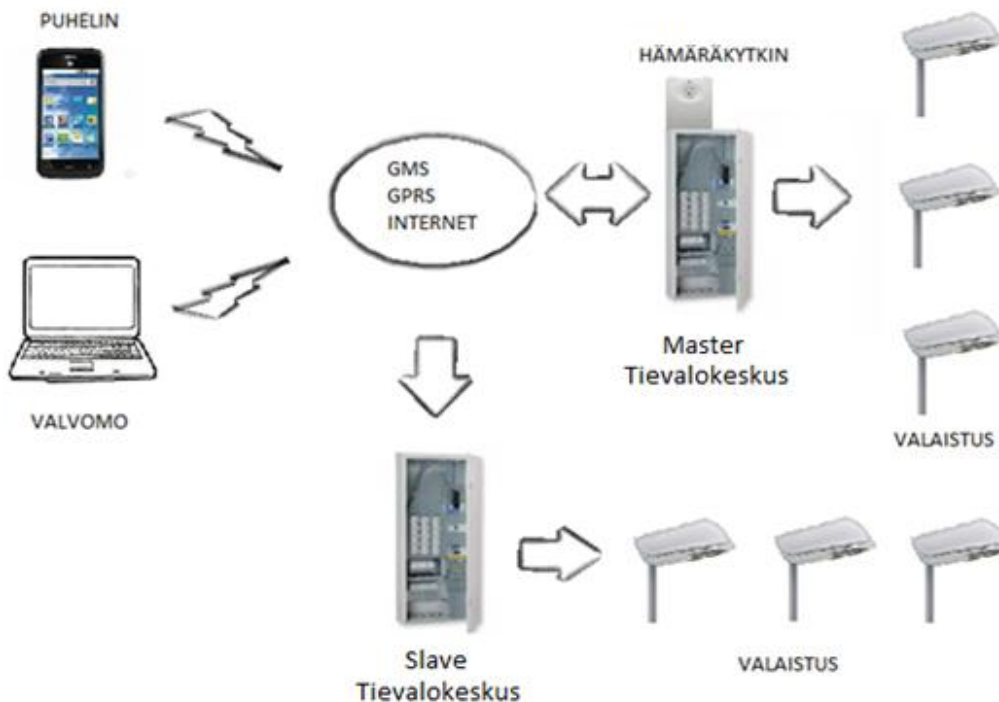 PUHELIN
HÄMÄRÄKYTKIN
GMS
GPRS
INTERNET
Master
Tievalokeskus
VALVOMO
VALAISTUS
Slave
Tievalokeskus
VALAISTUS